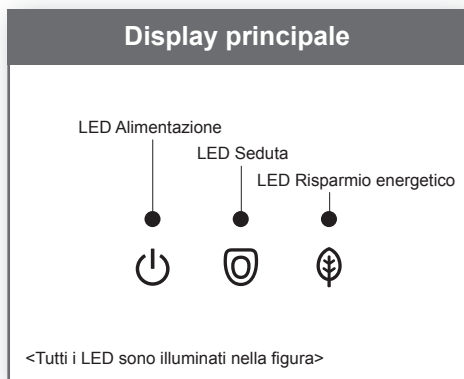 Display principale
LED Alimentazione
LED Seduta
LED Risparmio energetico
<Tutti i LED sono illuminati nella figura>